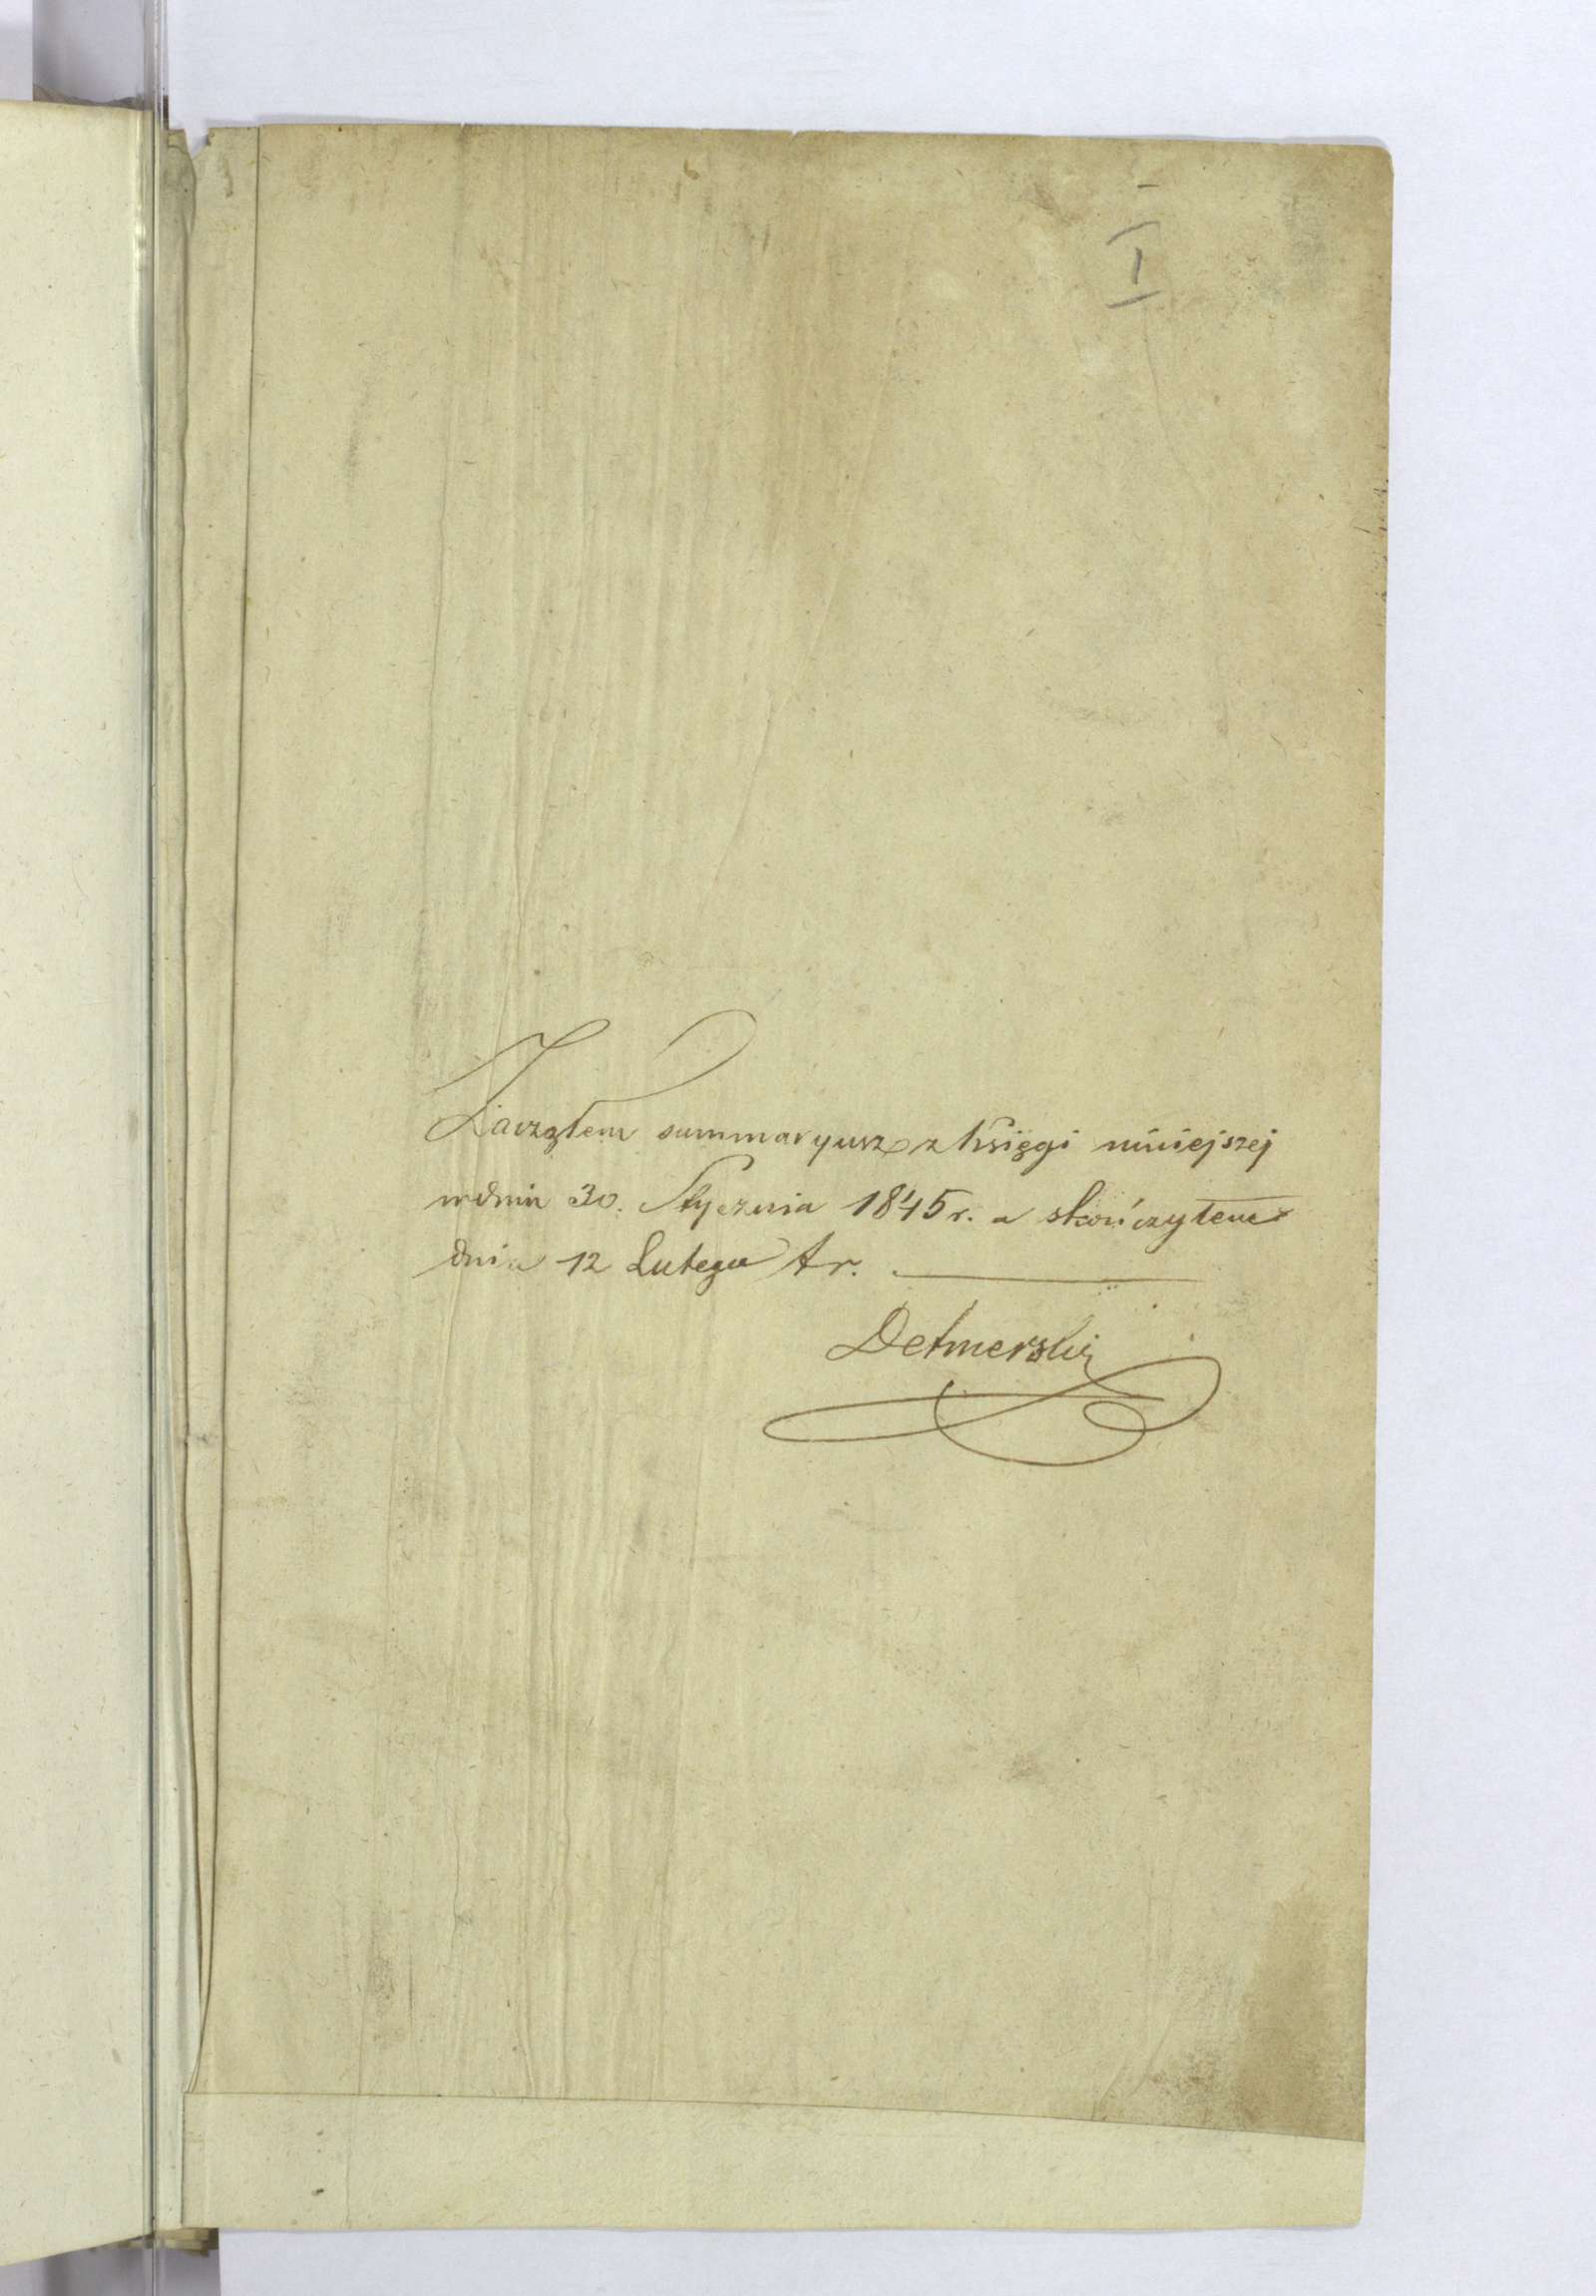 I
Zacząłem summaryusz z Księgi niniejszej
w dniu 30. Stycznia 1845 r. a skończyłem
dnia 12 Lutego t r.
Detmerski